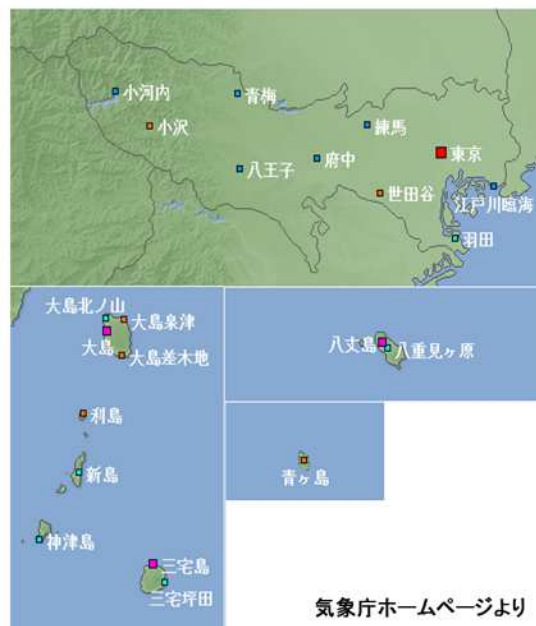 小河内
青梅
小沢
練馬
東京
府中
八王子
世田谷
江戸川臨海
羽田
大島北ノ山
大島泉津
大島
大島差木地
八丈島
八重見ヶ原
利島
青ヶ島
新島
神津島
三宅島
三宅坪田
気象庁ホームページより